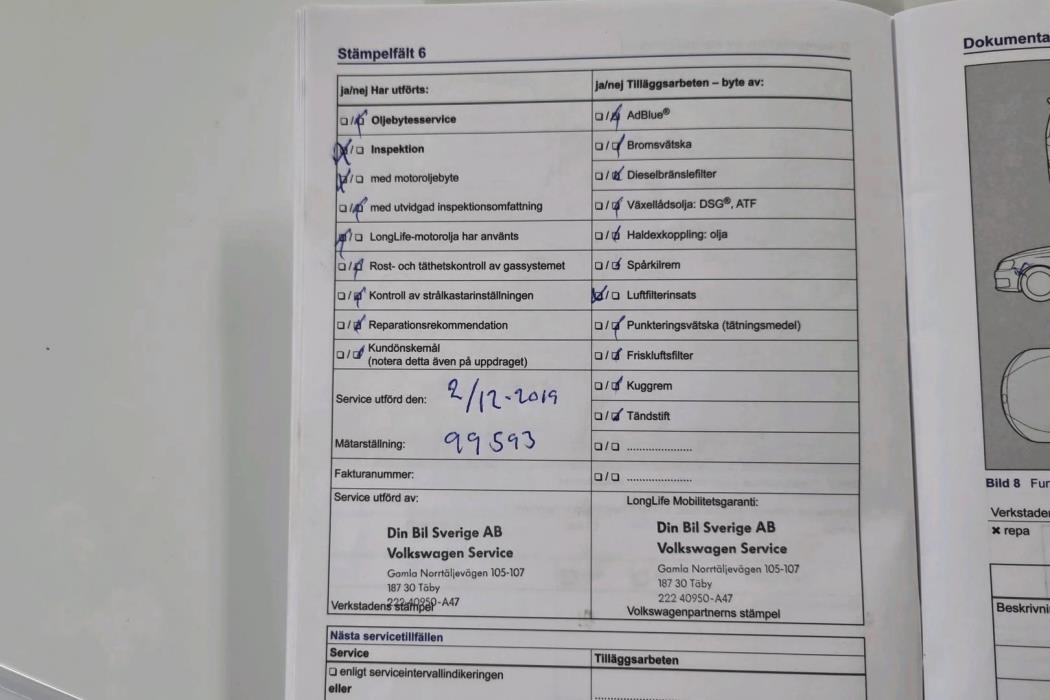 Stämpelfält 6
ja/nej Har utförts:
Oljebytesservice
Inspektion
med motoroljebyte
med utvidgad inspektionsomfattning
LongLife-motorolja har använts
Rost- och täthetskontroll av gassystemet
Kontroll av strålkastarinställningen
Reparationsrekommendation
Kundönskemål
(notera detta även på uppdraget)
Service utförd den: 2/12-2019
Mätarställning: 99593
Fakturanummer:
Service utförd av:
Din Bil Sverige AB
Volkswagen Service
Gamla Norrtäljevägen 105-107
187 30 Täby
222 40950-A47
Verkstadens stämpel
ja/nej Tilläggsarbeten – byte av:
AdBlue®
Bromsvätska
Dieselbränslefilter
Växellådsolja: DSG®, ATF
Haldexkoppling: olja
Spårkilrem
Luftfilterinsats
Punkteringsvätska (tätningsmedel)
Friskluftsfilter
Kuggrem
Tändstift
LongLife Mobilitetsgaranti:
Din Bil Sverige AB
Volkswagen Service
Gamla Norrtäljevägen 105-107
187 30 Täby
222 40950-A47
Volkswagenpartnerns stämpel
Nästa servicetillfällen
Service
Tilläggsarbeten
enligt serviceintervallindikeringen
eller
Dokumenta
Bild 8 Fur
Verkstader
✖ repa
Beskrivni